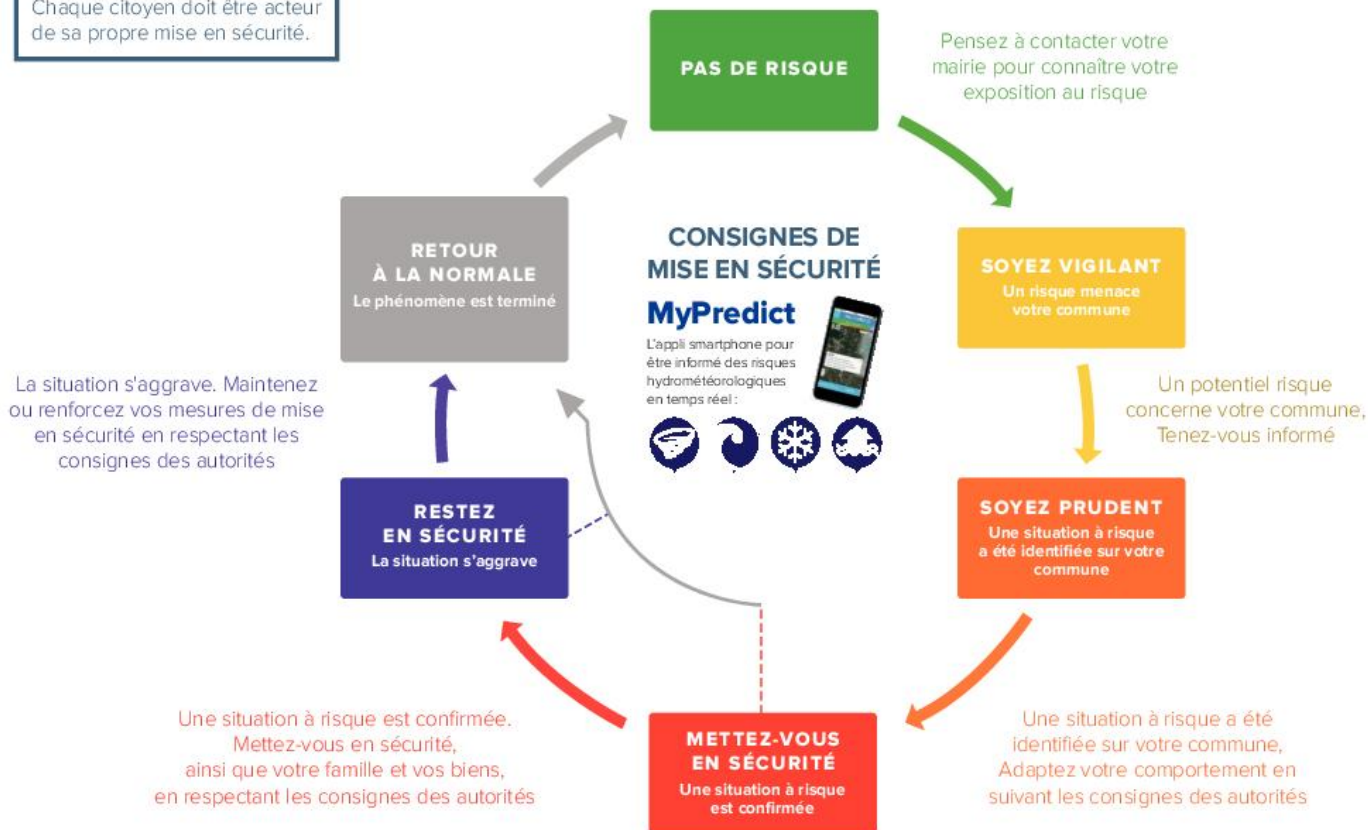 Chaque citoyen doit être acteur
de sa propre mise en sécurité.
PAS DE RISQUE
Pensez à contacter votre
mairie pour connaître votre
exposition au risque
RETOUR
À LA NORMALE
Le phénomène est terminé
CONSIGNES DE
MISE EN SÉCURITÉ
MyPredict
L'appli smartphone pour
être informé des risques
hydrométéorologiques
en temps réel :
SOYEZ VIGILANT
Un risque menace
votre commune
La situation s'aggrave. Maintenez
ou renforcez vos mesures de mise
en sécurité en respectant les
consignes des autorités
Un potentiel risque
concerne votre commune,
Tenez-vous informé
RESTEZ
EN SÉCURITÉ
La situation s'aggrave
SOYEZ PRUDENT
Une situation à risque
a été identifiée sur votre
commune
Une situation à risque est confirmée.
Mettez-vous en sécurité,
ainsi que votre famille et vos biens,
en respectant les consignes des autorités
METTEZ-VOUS
EN SÉCURITÉ
Une situation à risque
est confirmée
Une situation à risque a été
identifiée sur votre commune,
Adaptez votre comportement en
suivant les consignes des autorités